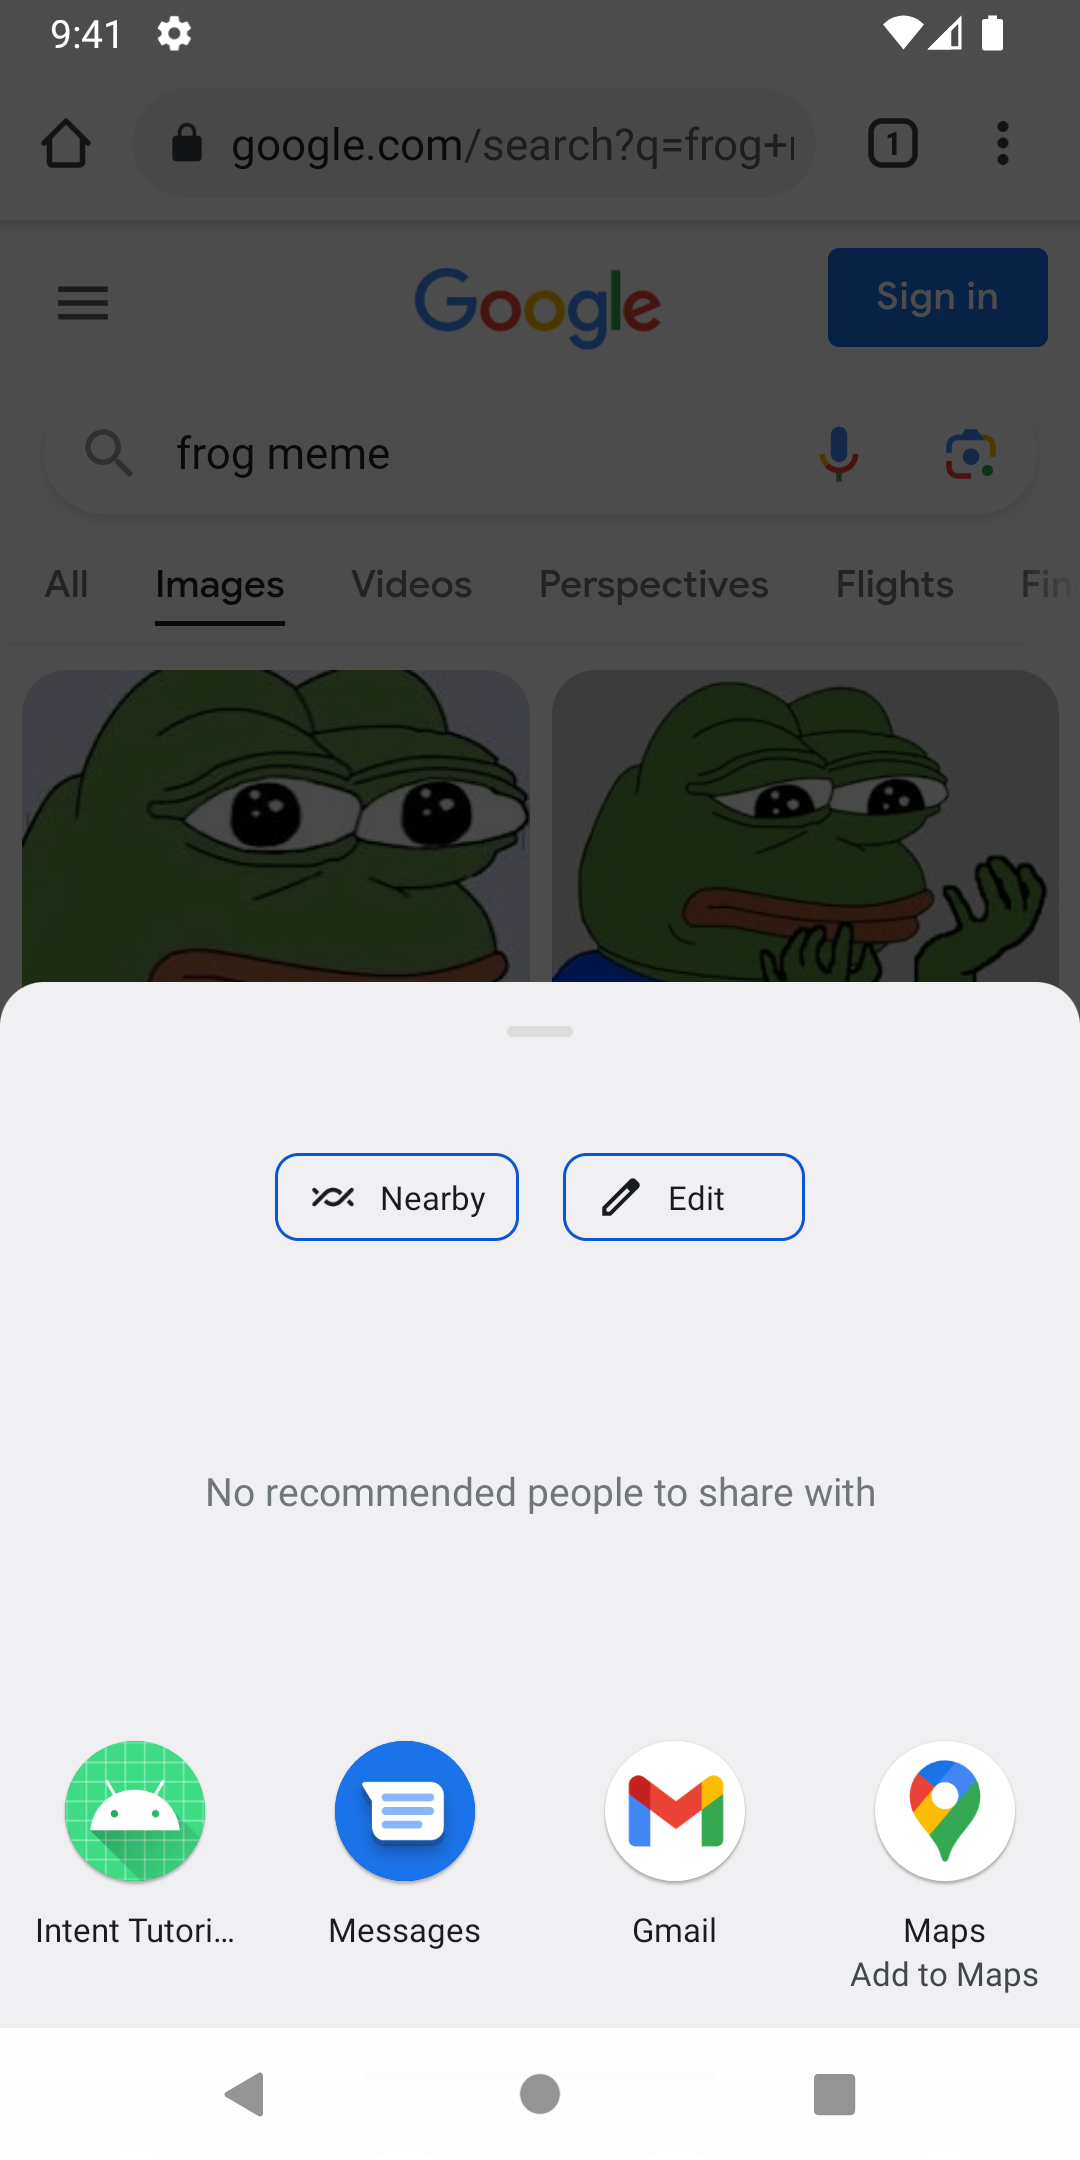 9:41
google.com/search?q=frog+
1
Google
Sign in
frog meme
All Images Videos Perspectives Flights Fin
Nearby Edit
No recommended people to share with
Intent Tutori… Messages Gmail Maps
Add to Maps